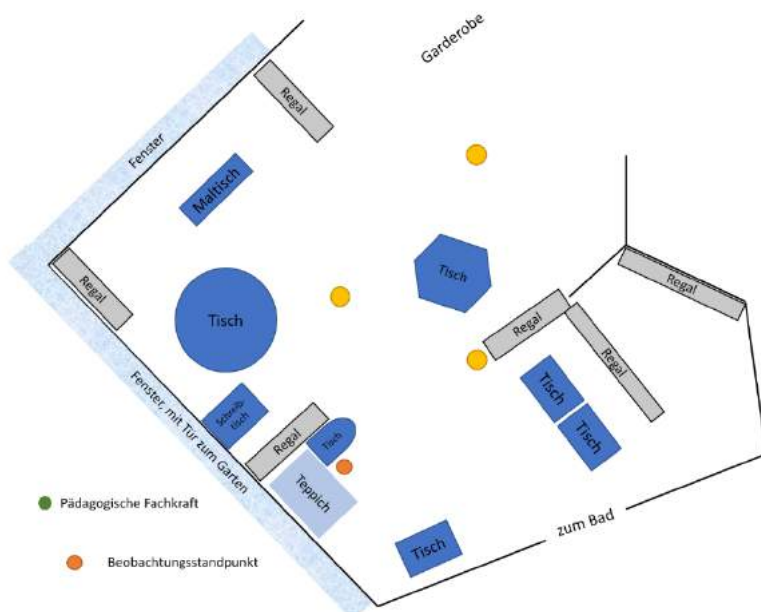 Garderobe
Fenster
Regal
Maltisch
Regal
Tisch
Tisch
Regal
Regal
Regal
Tisch
Tisch
Schreib-
tisch
Regal
Tisch
Teppich
Fenster, mit Tür zum Garten
Tisch
zum Bad
Pädagogische Fachkraft
Beobachtungsstandpunkt